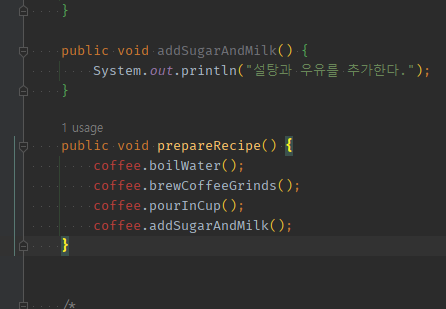 }
public void addSugarAndMilk() {
System.out.println("설탕과 우유를 추가한다.");
}
1 usage
public void prepareRecipe() {
coffee.boilWater();
coffee.brewCoffeeGrinds();
coffee.pourInCup();
coffee.addSugarAndMilk();
}
/*